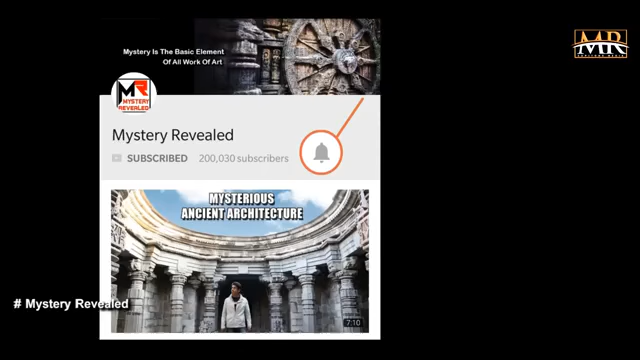 Mystery Is The Basic Element
Of All Work Of Art
MR
MR
MYSTERY
REVEALED
Mystery Revealed
SUBSCRIBED 200,030 subscribers
MYSTERIOUS
ANCIENT ARCHITECTURE
# Mystery Revealed
7:10